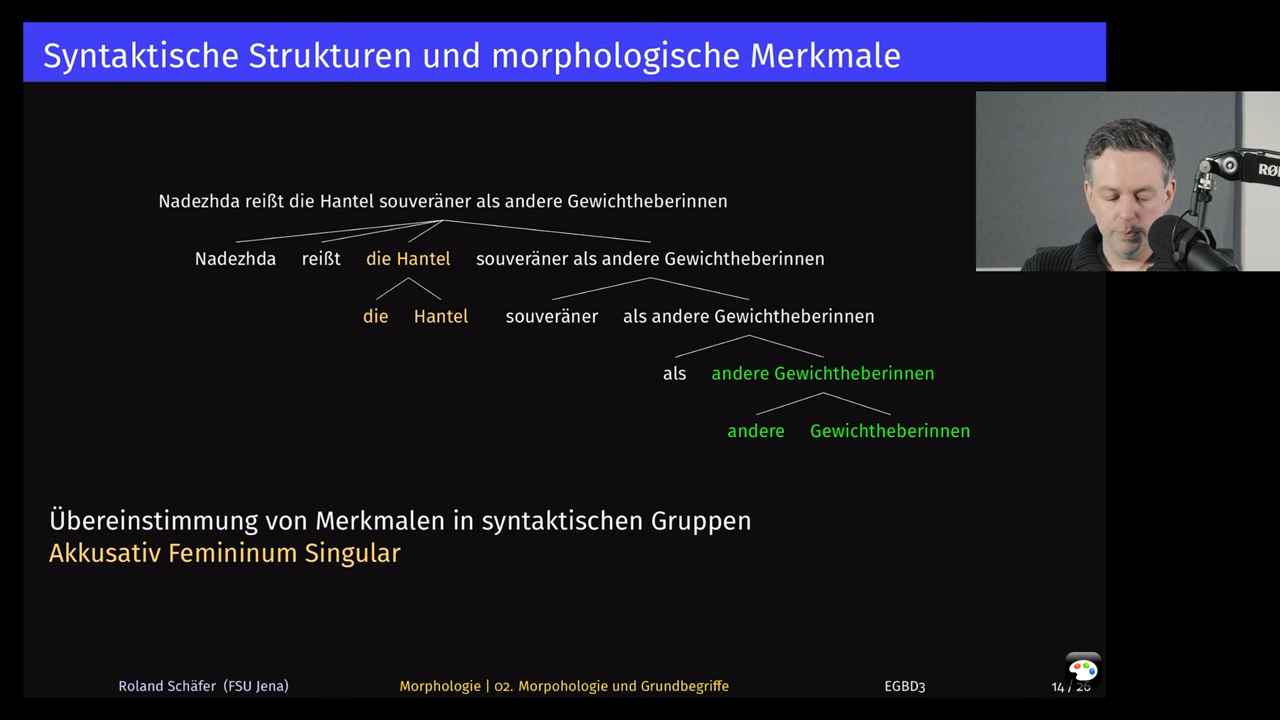 Syntaktische Strukturen und morphologische Merkmale
Nadezhda reißt die Hantel souveräner als andere Gewichtheberinnen
Nadezhda reißt die Hantel souveräner als andere Gewichtheberinnen
die Hantel souveräner als andere Gewichtheberinnen
als andere Gewichtheberinnen
andere Gewichtheberinnen
Übereinstimmung von Merkmalen in syntaktischen Gruppen
Akkusativ Femininum Singular
Roland Schäfer (FSU Jena) Morphologie | 02. Morpohologie und Grundbegriffe EGBD3 14 / 26